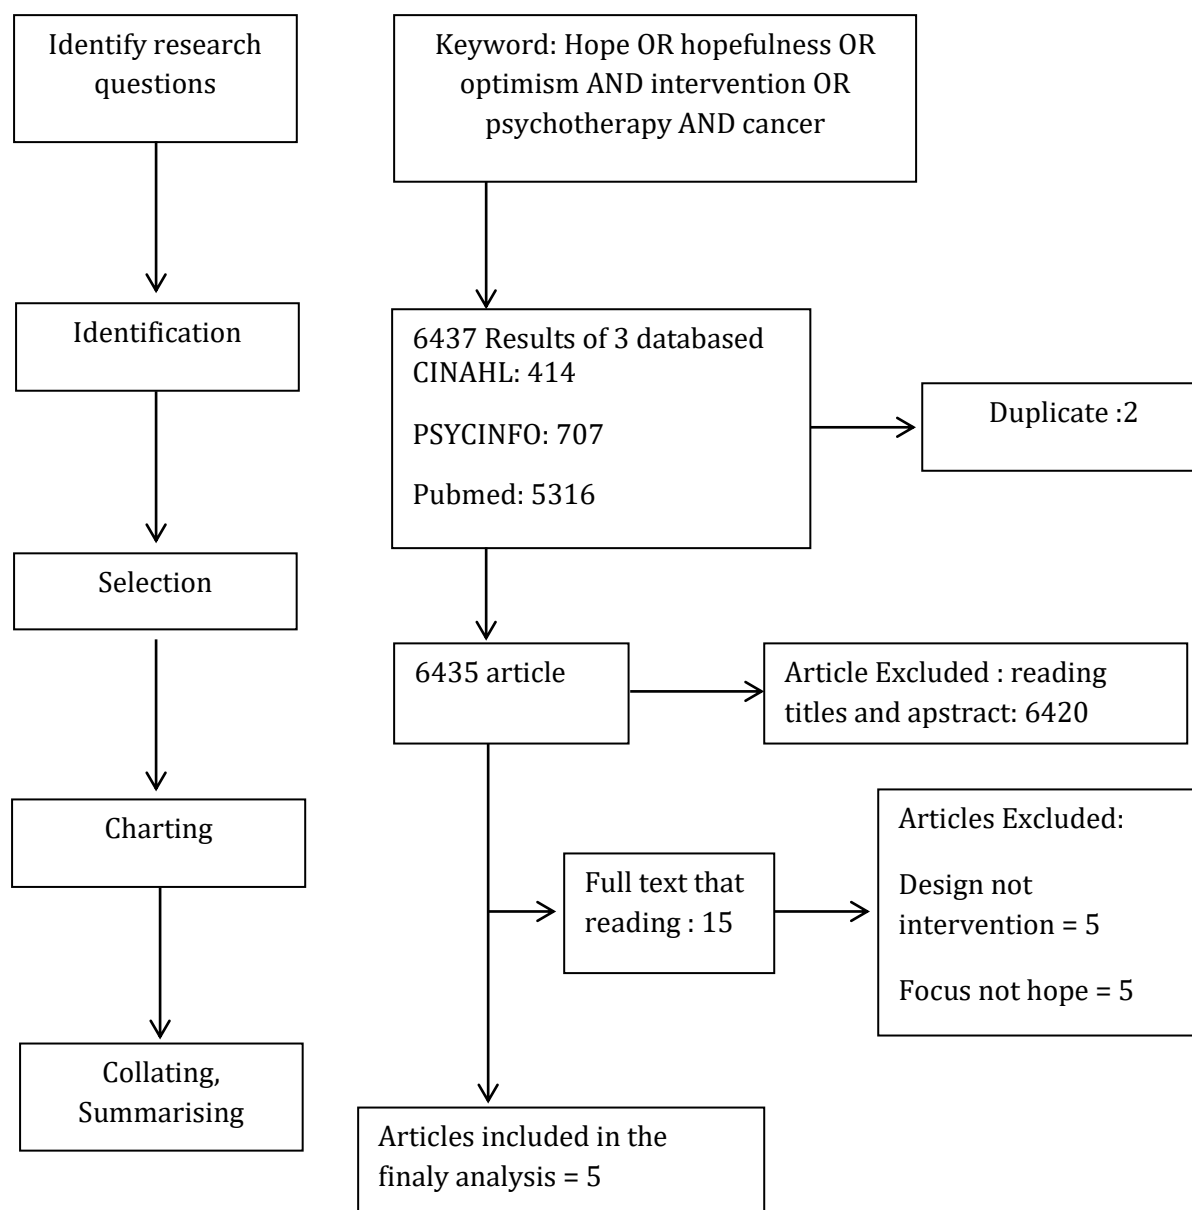 Identify research
questions
Keyword: Hope OR hopefulness OR
optimism AND intervention OR
psychotherapy AND cancer
Identification
6437 Results of 3 databased
CINAHL: 414
PSYCINFO: 707
Pubmed: 5316
Duplicate :2
Selection
6435 article
Article Excluded : reading
titles and apstract: 6420
Charting
Full text that
reading : 15
Articles Excluded:
Design not
intervention = 5
Focus not hope = 5
Collating,
Summarising
Articles included in the
finaly analysis = 5